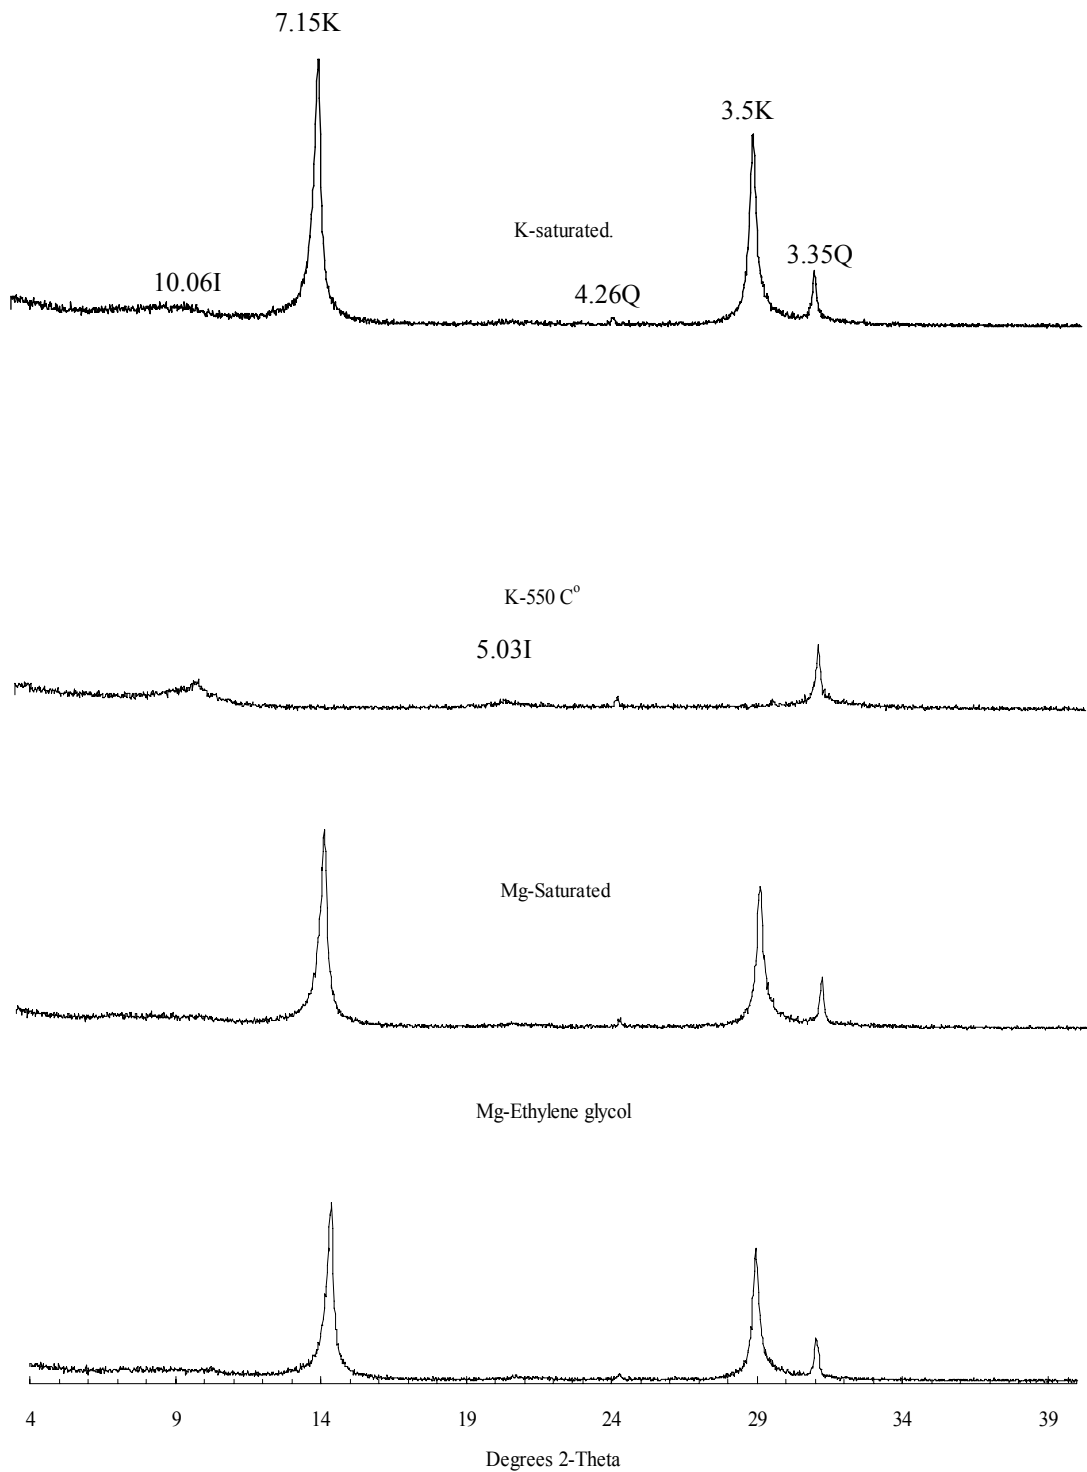 7.15K
3.5K
K-saturated.
3.35Q
10.06I
4.26Q
K-550 C°
5.03I
Mg-Saturated
Mg-Ethylene glycol
4 9 14 19 24 29 34 39
Degrees 2-Theta